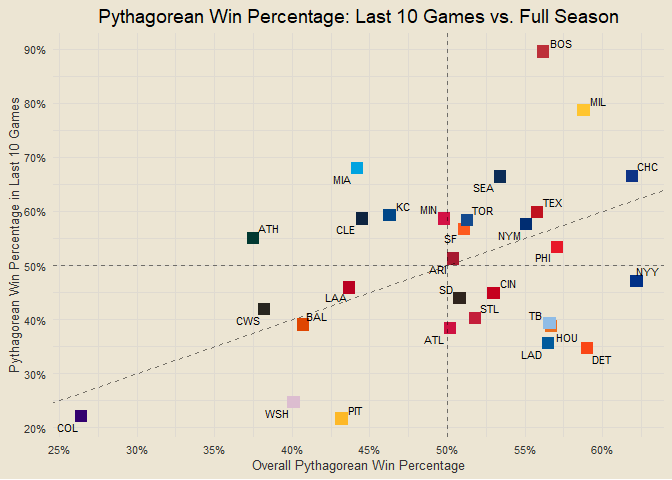 Pythagorean Win Percentage: Last 10 Games vs. Full Season
Pythagorean Win Percentage in Last 10 Games
90%
80%
70%
60%
50%
40%
30%
20%
BOS
MIL
CHC
MIA
SEA
KC
MIN
TOR
TEX
CLE
ATH
SF
NYM
PHI
ARI
NYY
LAA
SD
CIN
CWS
BAL
STL
TB
ATL
HOU
LAD
DET
WSH
PIT
COL
25%
30%
35%
40%
45%
50%
55%
60%
Overall Pythagorean Win Percentage